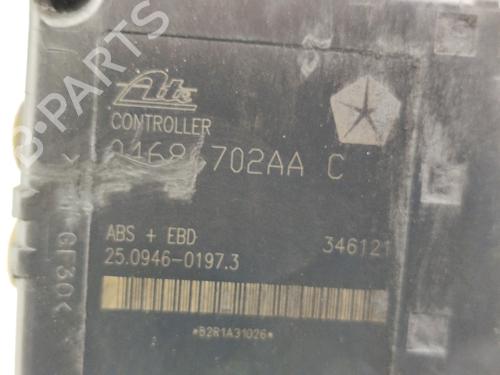 B-PARTS
Ate
CONTROLLER
702AA C
ABS + EBD
346121
25.0946-0197.3
GF30<
*B2R1A31026*